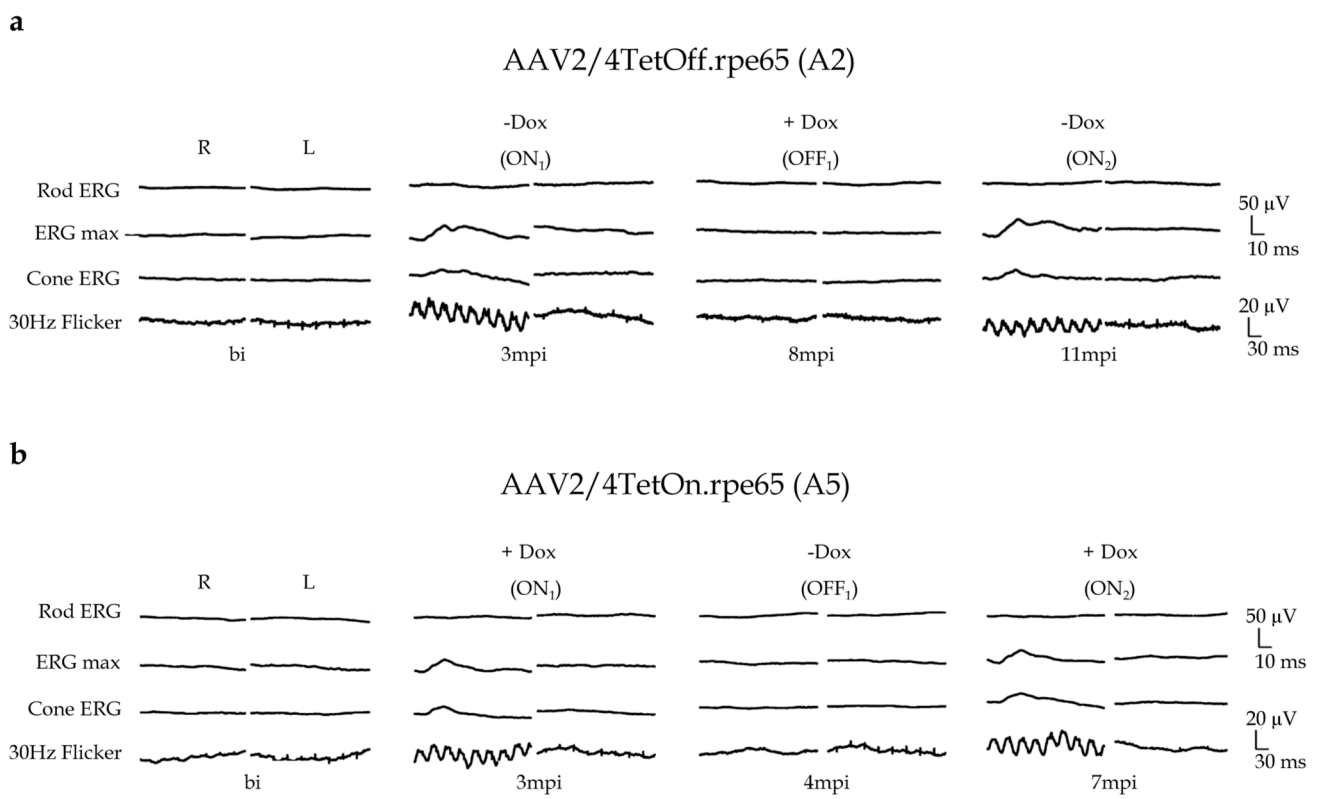 a
AAV2/4TetOff.rpe65 (A2)
-Dox + Dox -Dox
R L (ON₁) (OFF₁) (ON₂)
Rod ERG
50 μV
ERG max
10 ms
Cone ERG
20 μV
30Hz Flicker
30 ms
bi 3mpi 8mpi 11mpi
b
AAV2/4TetOn.rpe65 (A5)
+ Dox -Dox + Dox
R L (ON₁) (OFF₁) (ON₂)
Rod ERG
50 μV
ERG max
10 ms
Cone ERG
20 μV
30Hz Flicker
30 ms
bi 3mpi 4mpi 7mpi